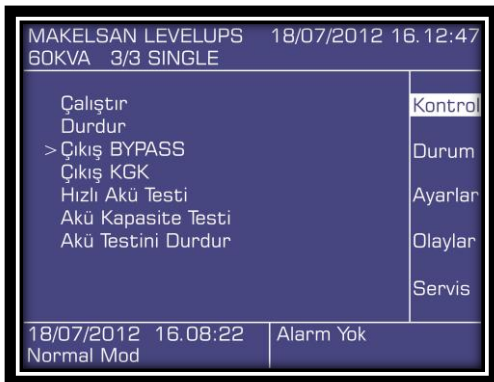 MAKELSAN LEVELUPS 18/07/2012 16.12:47
60KVA 3/3 SINGLE
Çalıştır
Durdur
>Çıkış BYPASS
Çıkış KGK
Hızlı Akü Testi
Akü Kapasite Testi
Akü Testini Durdur
Kontrol
Durum
Ayarlar
Olaylar
Servis
18/07/2012 16.08:22
Normal Mod
Alarm Yok